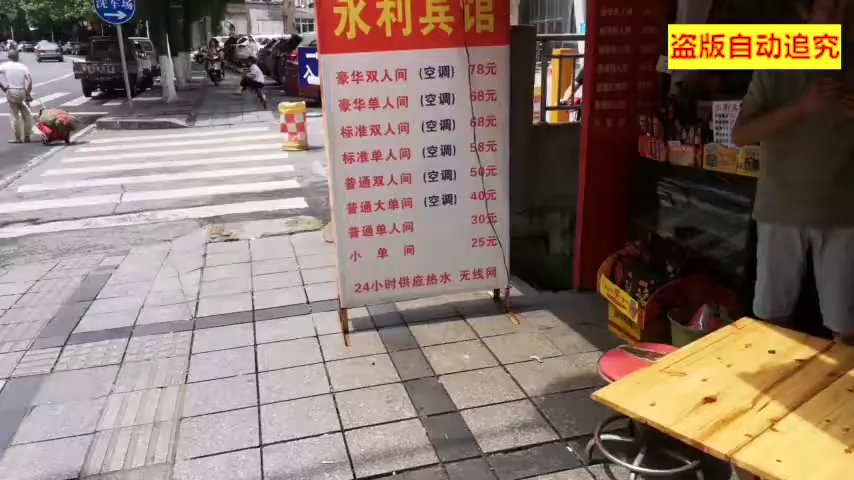 洗车场
永利宾馆
盗版自动追究
入
豪华双人间 (空调) 78元
豪华单人间 (空调) 68元
标准双人间 (空调) 68元
标准单人间 (空调) 58元
普通双人间 (空调) 50元
普通大单间 (空调) 40元
普通单人间 30元
小单间 25元
24小时供应热水 无线网